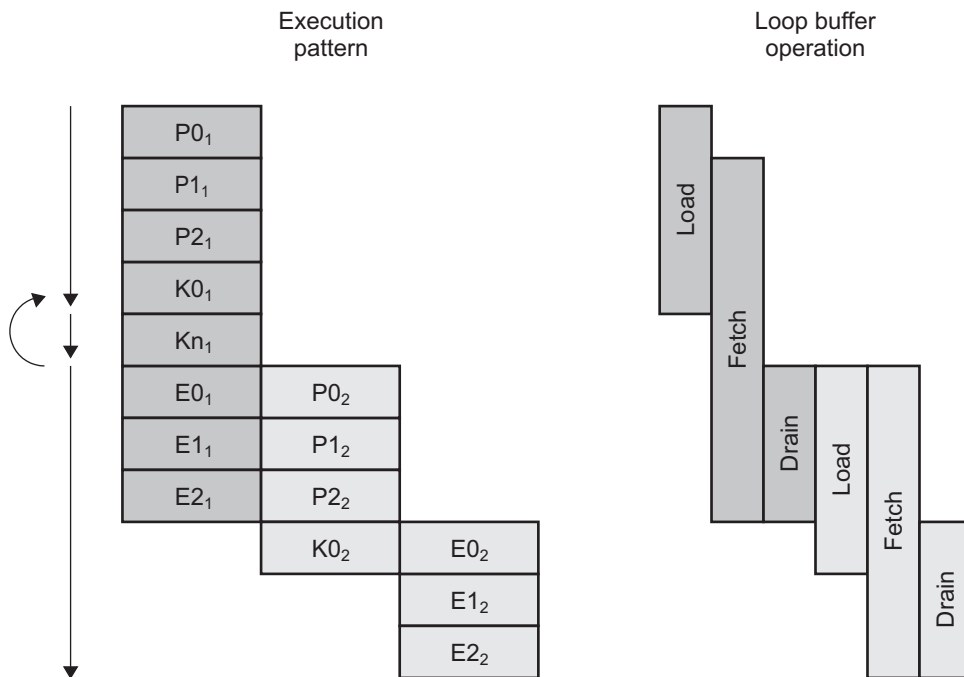 Execution
pattern
Loop buffer
operation
P0₁
P1₁
P2₁
K0₁
Kn₁
E0₁ P0₂
E1₁ P1₂
E2₁ P2₂
K0₂ E0₂
E1₂
E2₂
Load
Fetch
Drain
Load
Fetch
Drain